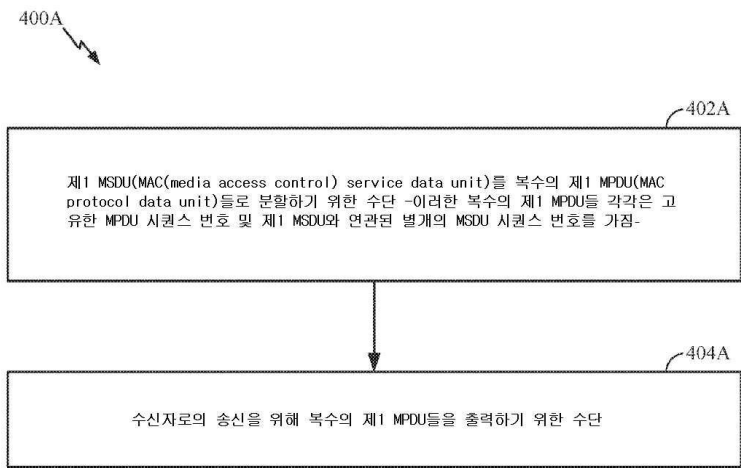 400A
402A
제1 MSDU(MAC(media access control) service data unit)를 복수의 제1 MPDU(MAC
protocol data unit)들로 분할하기 위한 수단 -이러한 복수의 제1 MPDU들 각각은 고
유한 MPDU 시퀀스 번호 및 제1 MSDU와 연관된 별개의 MSDU 시퀀스 번호를 가짐-
404A
수신자로의 송신을 위해 복수의 제1 MPDU들을 출력하기 위한 수단